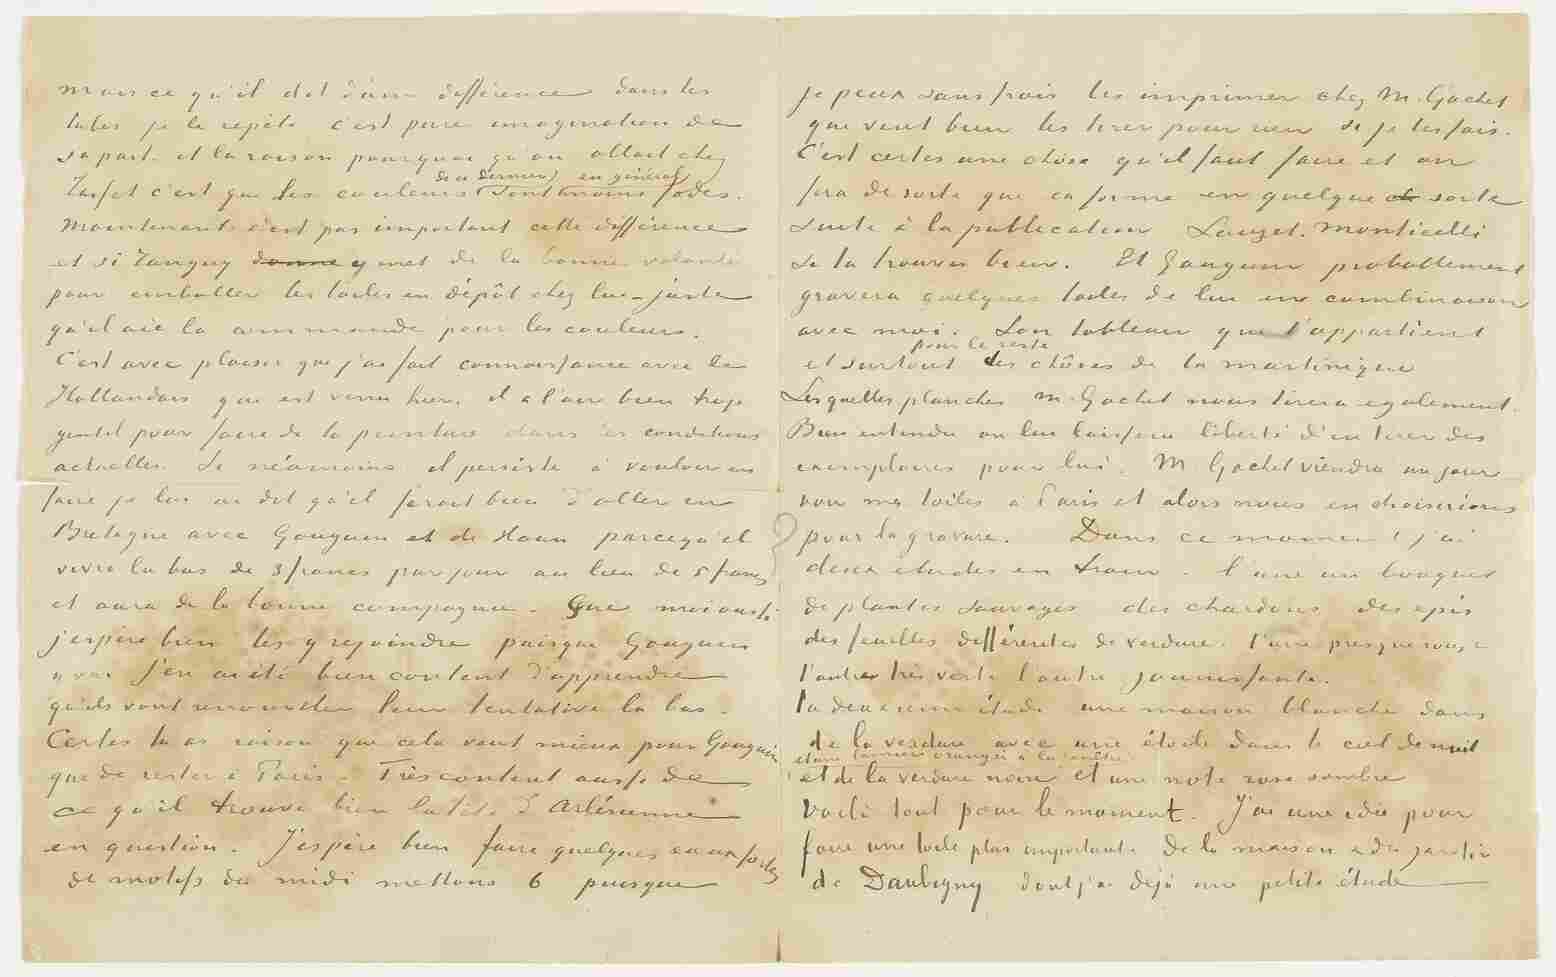 mais ce qu'il dit d'une différence dans les
tubes je le repète c'est pure imagination de
sa part. et la raison pourquoi qu'on allait chez
de ce dernier) en général
Tasset c'est que les couleurs (sont moins fades.
Maintenant c'est pas important cette différence
et si Tanguy donne y met de la bonne volonté
pour emballer les toiles en dépôt chez lui – juste
qu'il aie la commande pour les couleurs.
C'est avec plaisir que j'ai fait connaissance avec le
Hollandais qui est venu hier. il a l'air bien trop
gentil pour faire de la peinture dans les conditions
actuelles. Si néamoins il persiste à vouloir en
faire je lui ai dit qu'il ferait bien d'aller en
Bretagne avec Gauguin et de Haan parcequ'il
vivra la bas de 3 francs par jour au lieu de 5 francs
et aura de la bonne compagnie. Que moi aussi
j'espère bien les y rejoindre puisque Gauguin
y va. J'en ai été bien content d'apprendre
qu'ils vont renouveler leur tentative la bas.
Certes tu as raison que cela vaut mieux pour Gauguin
que de rester à Paris. Très content aussi de
ce qu'il trouve bien la tête d'Arlésienne
en question. J'espère bien faire quelques eaux fortes
de motifs du midi mettons 6 puisque
je peux sans frais les imprimer chez M. Gachet
qui veut bien les tirer pour rien si je les fais.
C'est certes une chôse qu'il faut faire et on
fera de sorte que ca forme en quelque sorte
suite à la publication Lauzet. Monticelli
si tu trouves bien. Et Gauguin probablement
gravera quelques toiles de lui en combinaison
avec moi. Son tableau que t'appartient
pour le reste
et surtout les chôses de la martinique
Lesquelles planches M. Gachet nous tirera egalement.
Bien entendu on lui laissera liberté d'en tirer des
exemplaires pour lui. M. Gachet viendra un jour
voir mes toiles à Paris et alors nous en choisirions
pour la gravure. Dans ce moment j'ai
deux etudes en train. l'une un bouquet
de plantes sauvages des chardons des epis
des feuilles différentes de verdure. l'une presque rouge
l'autre très verte l'autre jaunissante.
la deuxieme étude une maison blanche dans
de la verdure avec une étoile dans le ciel de nuit
et une lumière orangée à la fenêtre
et de la verdure noire et une note rose sombre
voilà tout pour le moment. J'ai une idée pour
faire une toile plus importante de la maison & du jardin
de Daubigny dont j'ai déjà une petite étude